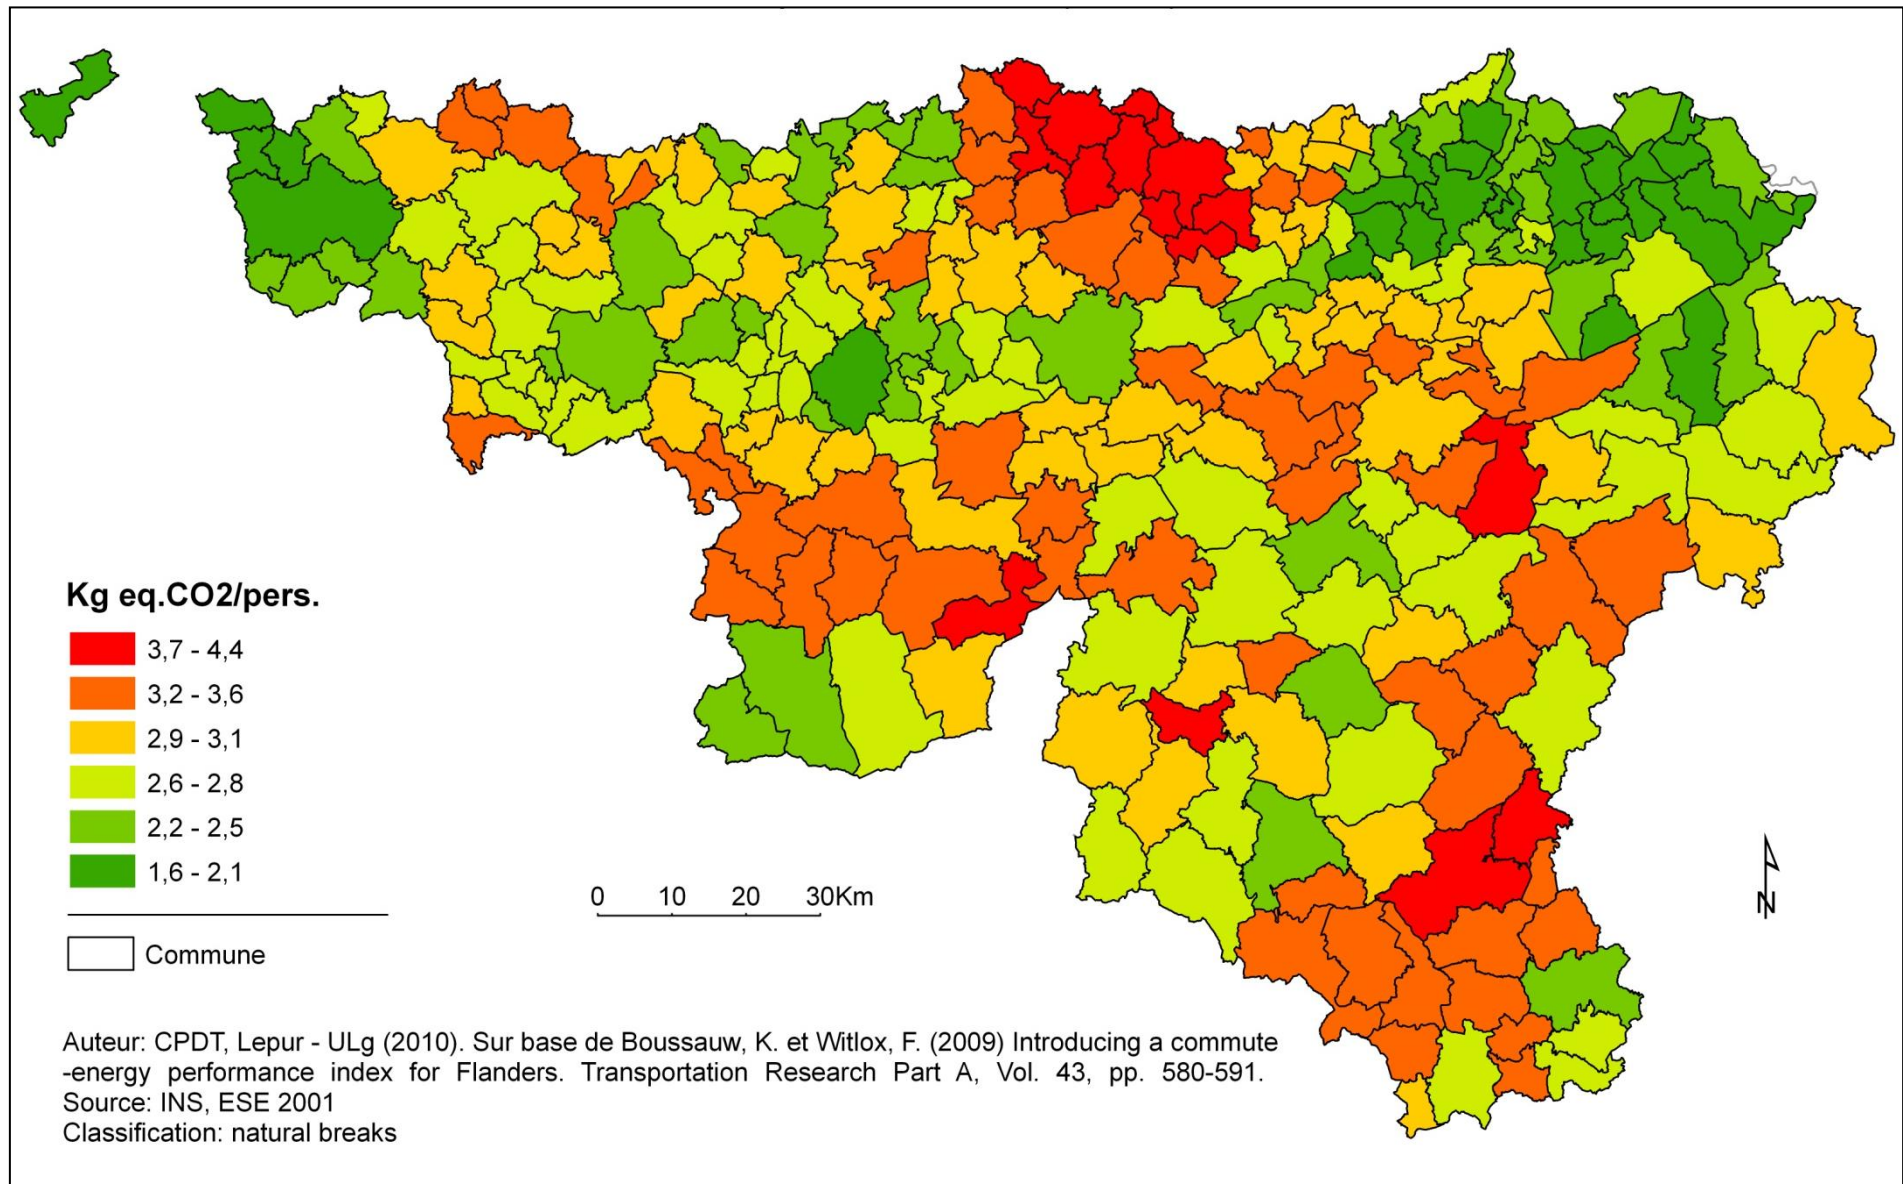 Kg eq.CO2/pers.
3,7 - 4,4
3,2 - 3,6
2,9 - 3,1
2,6 - 2,8
2,2 - 2,5
1,6 - 2,1
0 10 20 30Km
Commune
N
Auteur: CPDT, Lepur - ULg (2010). Sur base de Boussauw, K. et Witlox, F. (2009) Introducing a commute
-energy performance index for Flanders. Transportation Research Part A, Vol. 43, pp. 580-591.
Source: INS, ESE 2001
Classification: natural breaks